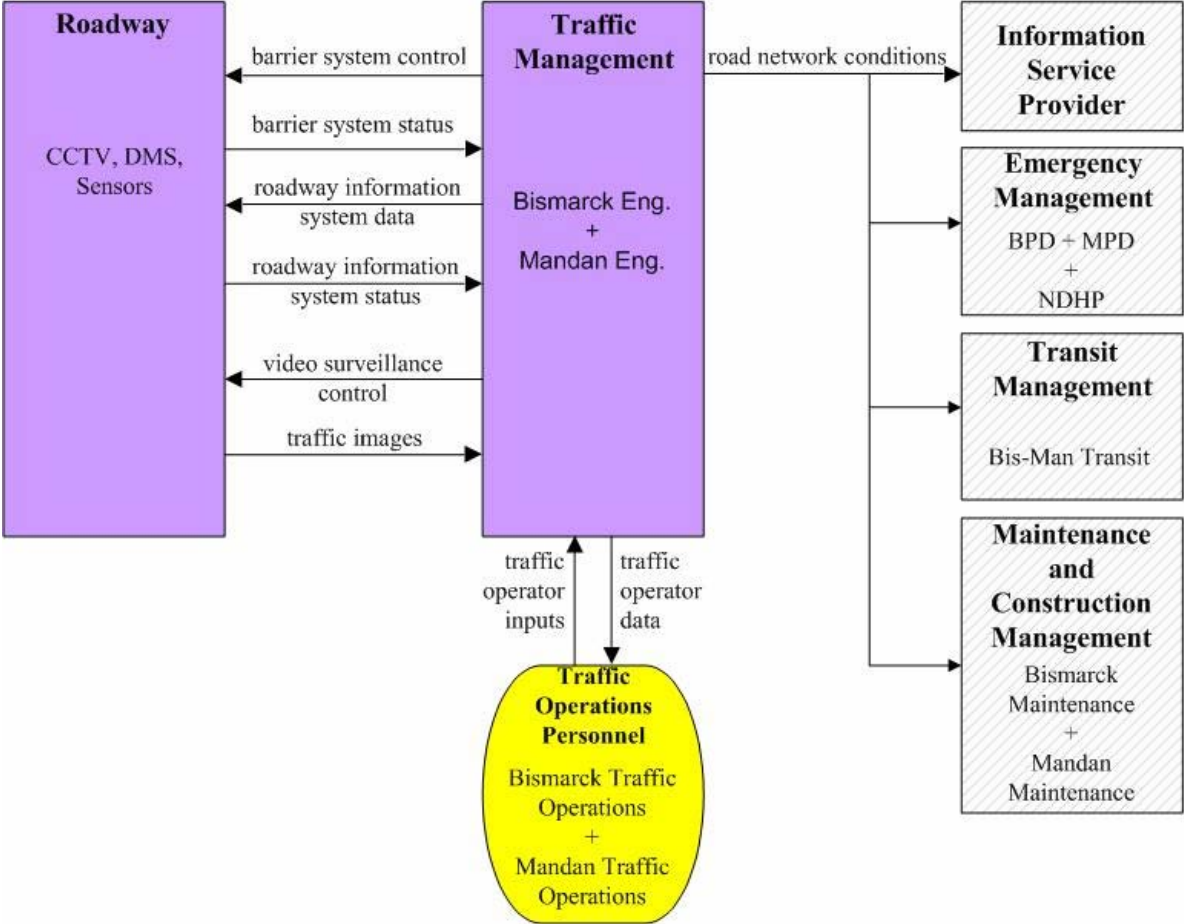 Roadway
CCTV, DMS,
Sensors
barrier system control
barrier system status
roadway information
system data
roadway information
system status
video surveillance
control
traffic images
Traffic
Management
Bismarck Eng.
+
Mandan Eng.
traffic
operator
inputs
traffic
operator
data
Traffic
Operations
Personnel
Bismarck Traffic
Operations
+
Mandan Traffic
Operations
road network conditions
Information
Service
Provider
Emergency
Management
BPD + MPD
+
NDHP
Transit
Management
Bis-Man Transit
Maintenance
and
Construction
Management
Bismarck
Maintenance
+
Mandan
Maintenance